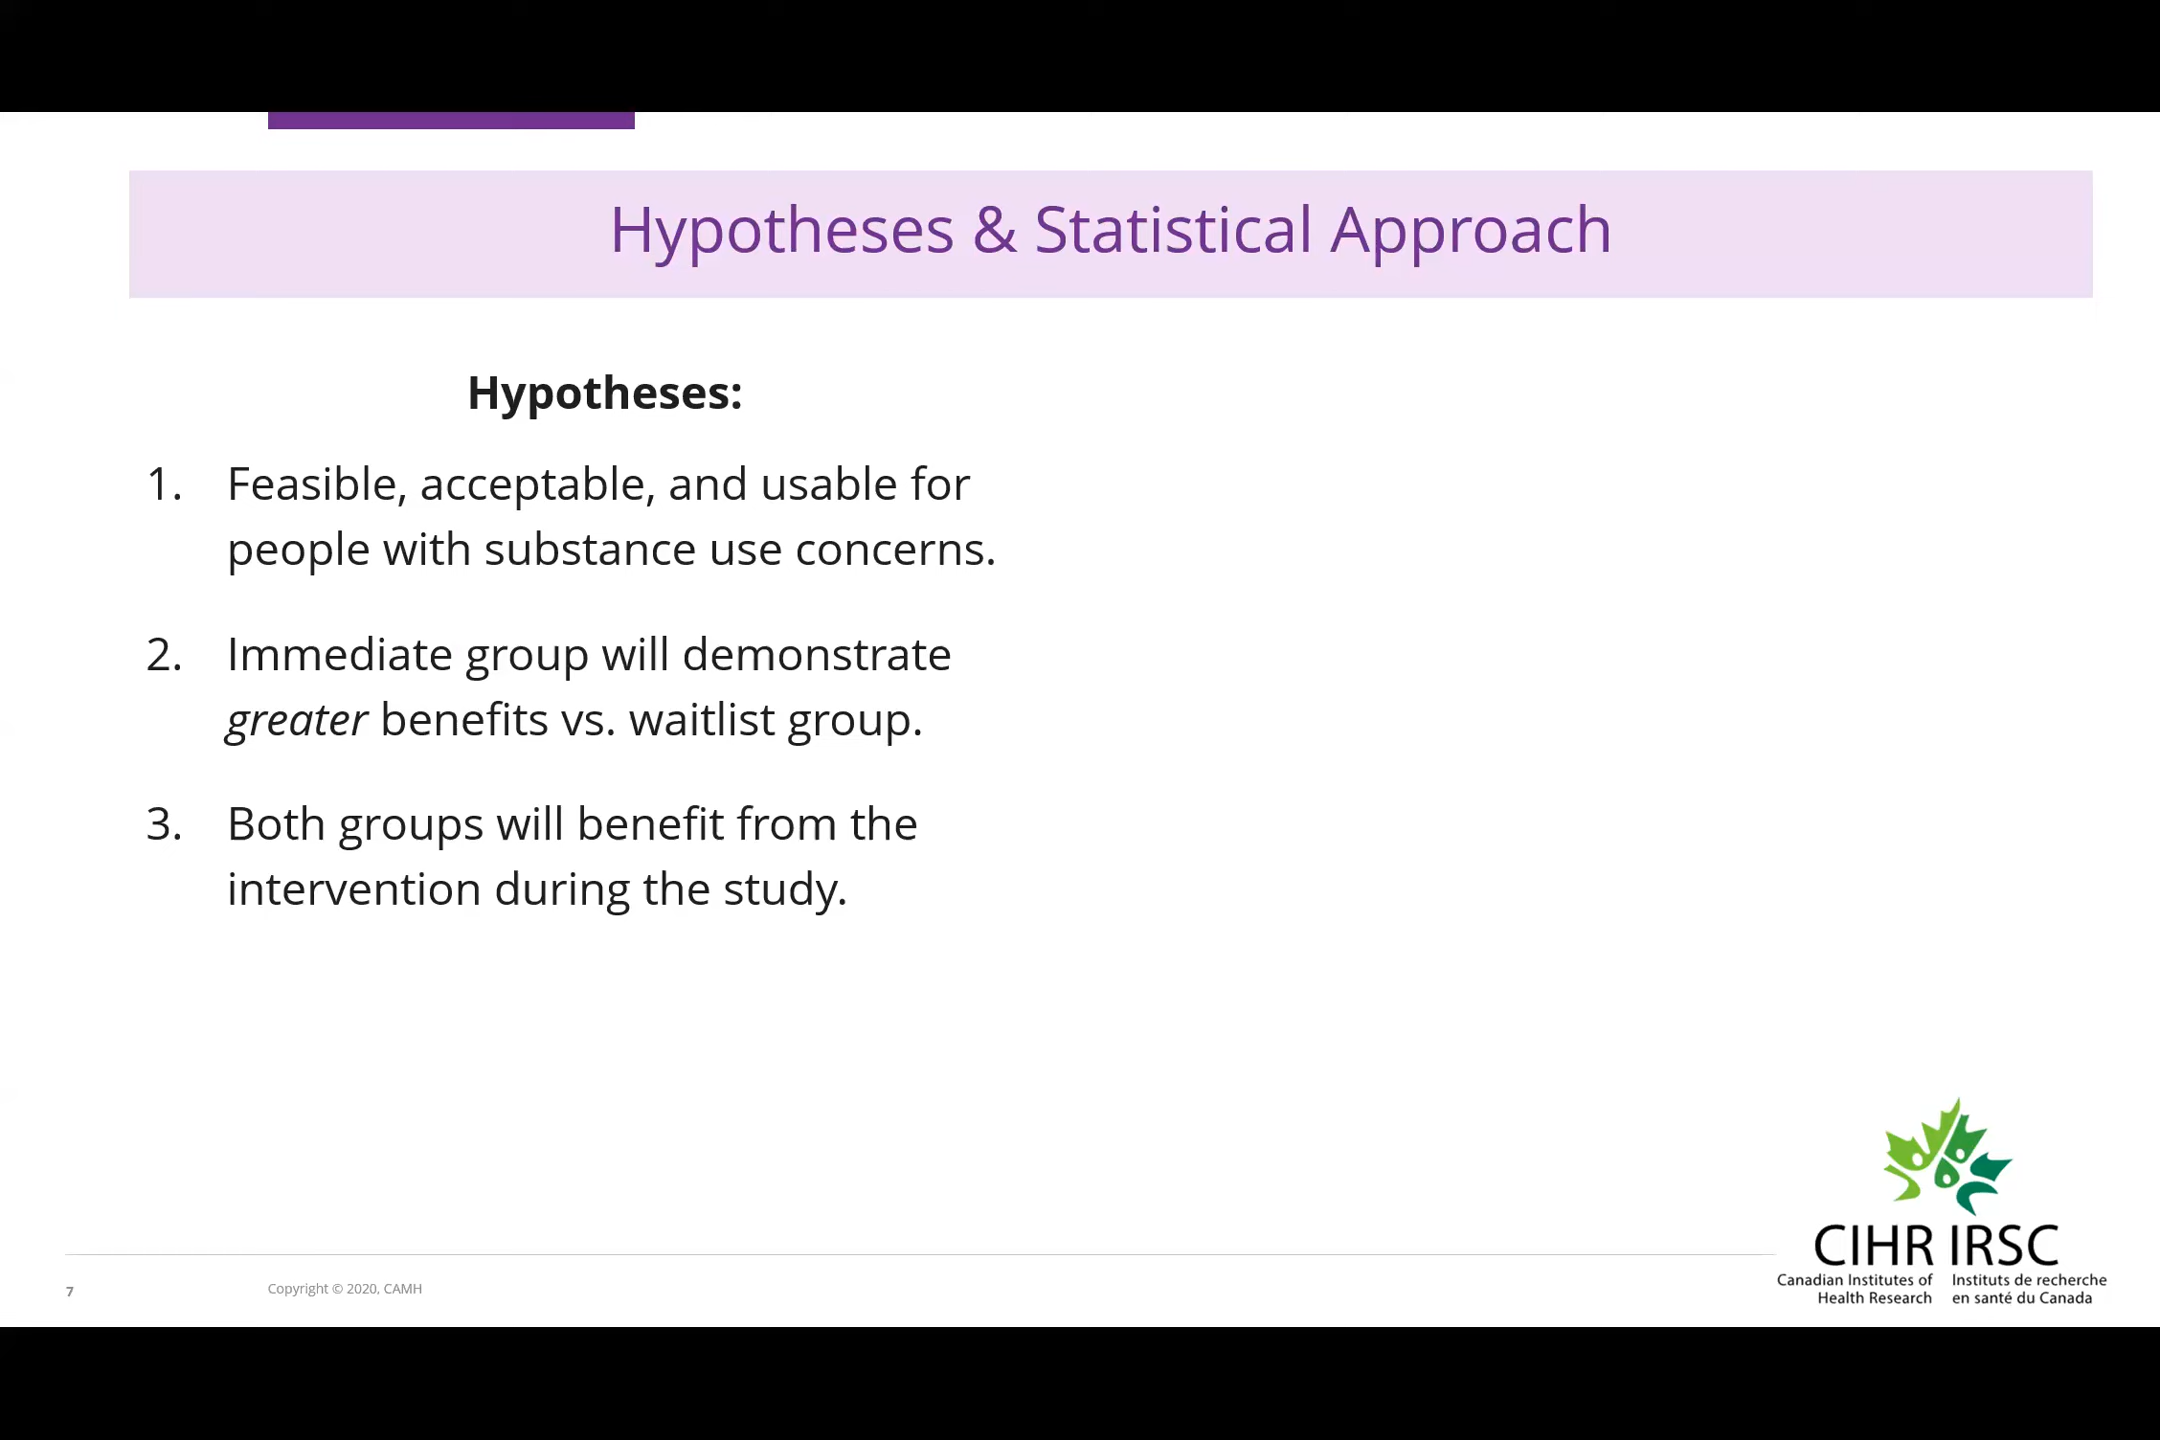 Hypotheses & Statistical Approach
Hypotheses:
1. Feasible, acceptable, and usable for
people with substance use concerns.
2. Immediate group will demonstrate
greater benefits vs. waitlist group.
3. Both groups will benefit from the
intervention during the study.
7
Copyright © 2020, CAMH
CIHR IRSC
Canadian Institutes of Health Research
Instituts de recherche en santé du Canada